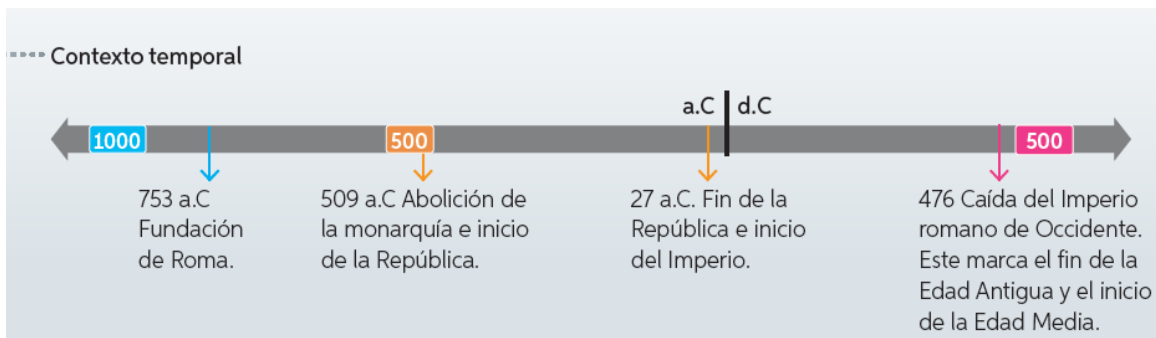 Contexto temporal
a.C d.C
1000 500 500
753 a.C
Fundación
de Roma.
509 a.C Abolición de
la monarquía e inicio
de la República.
27 a.C. Fin de la
República e inicio
del Imperio.
476 Caída del Imperio
romano de Occidente.
Este marca el fin de la
Edad Antigua y el inicio
de la Edad Media.